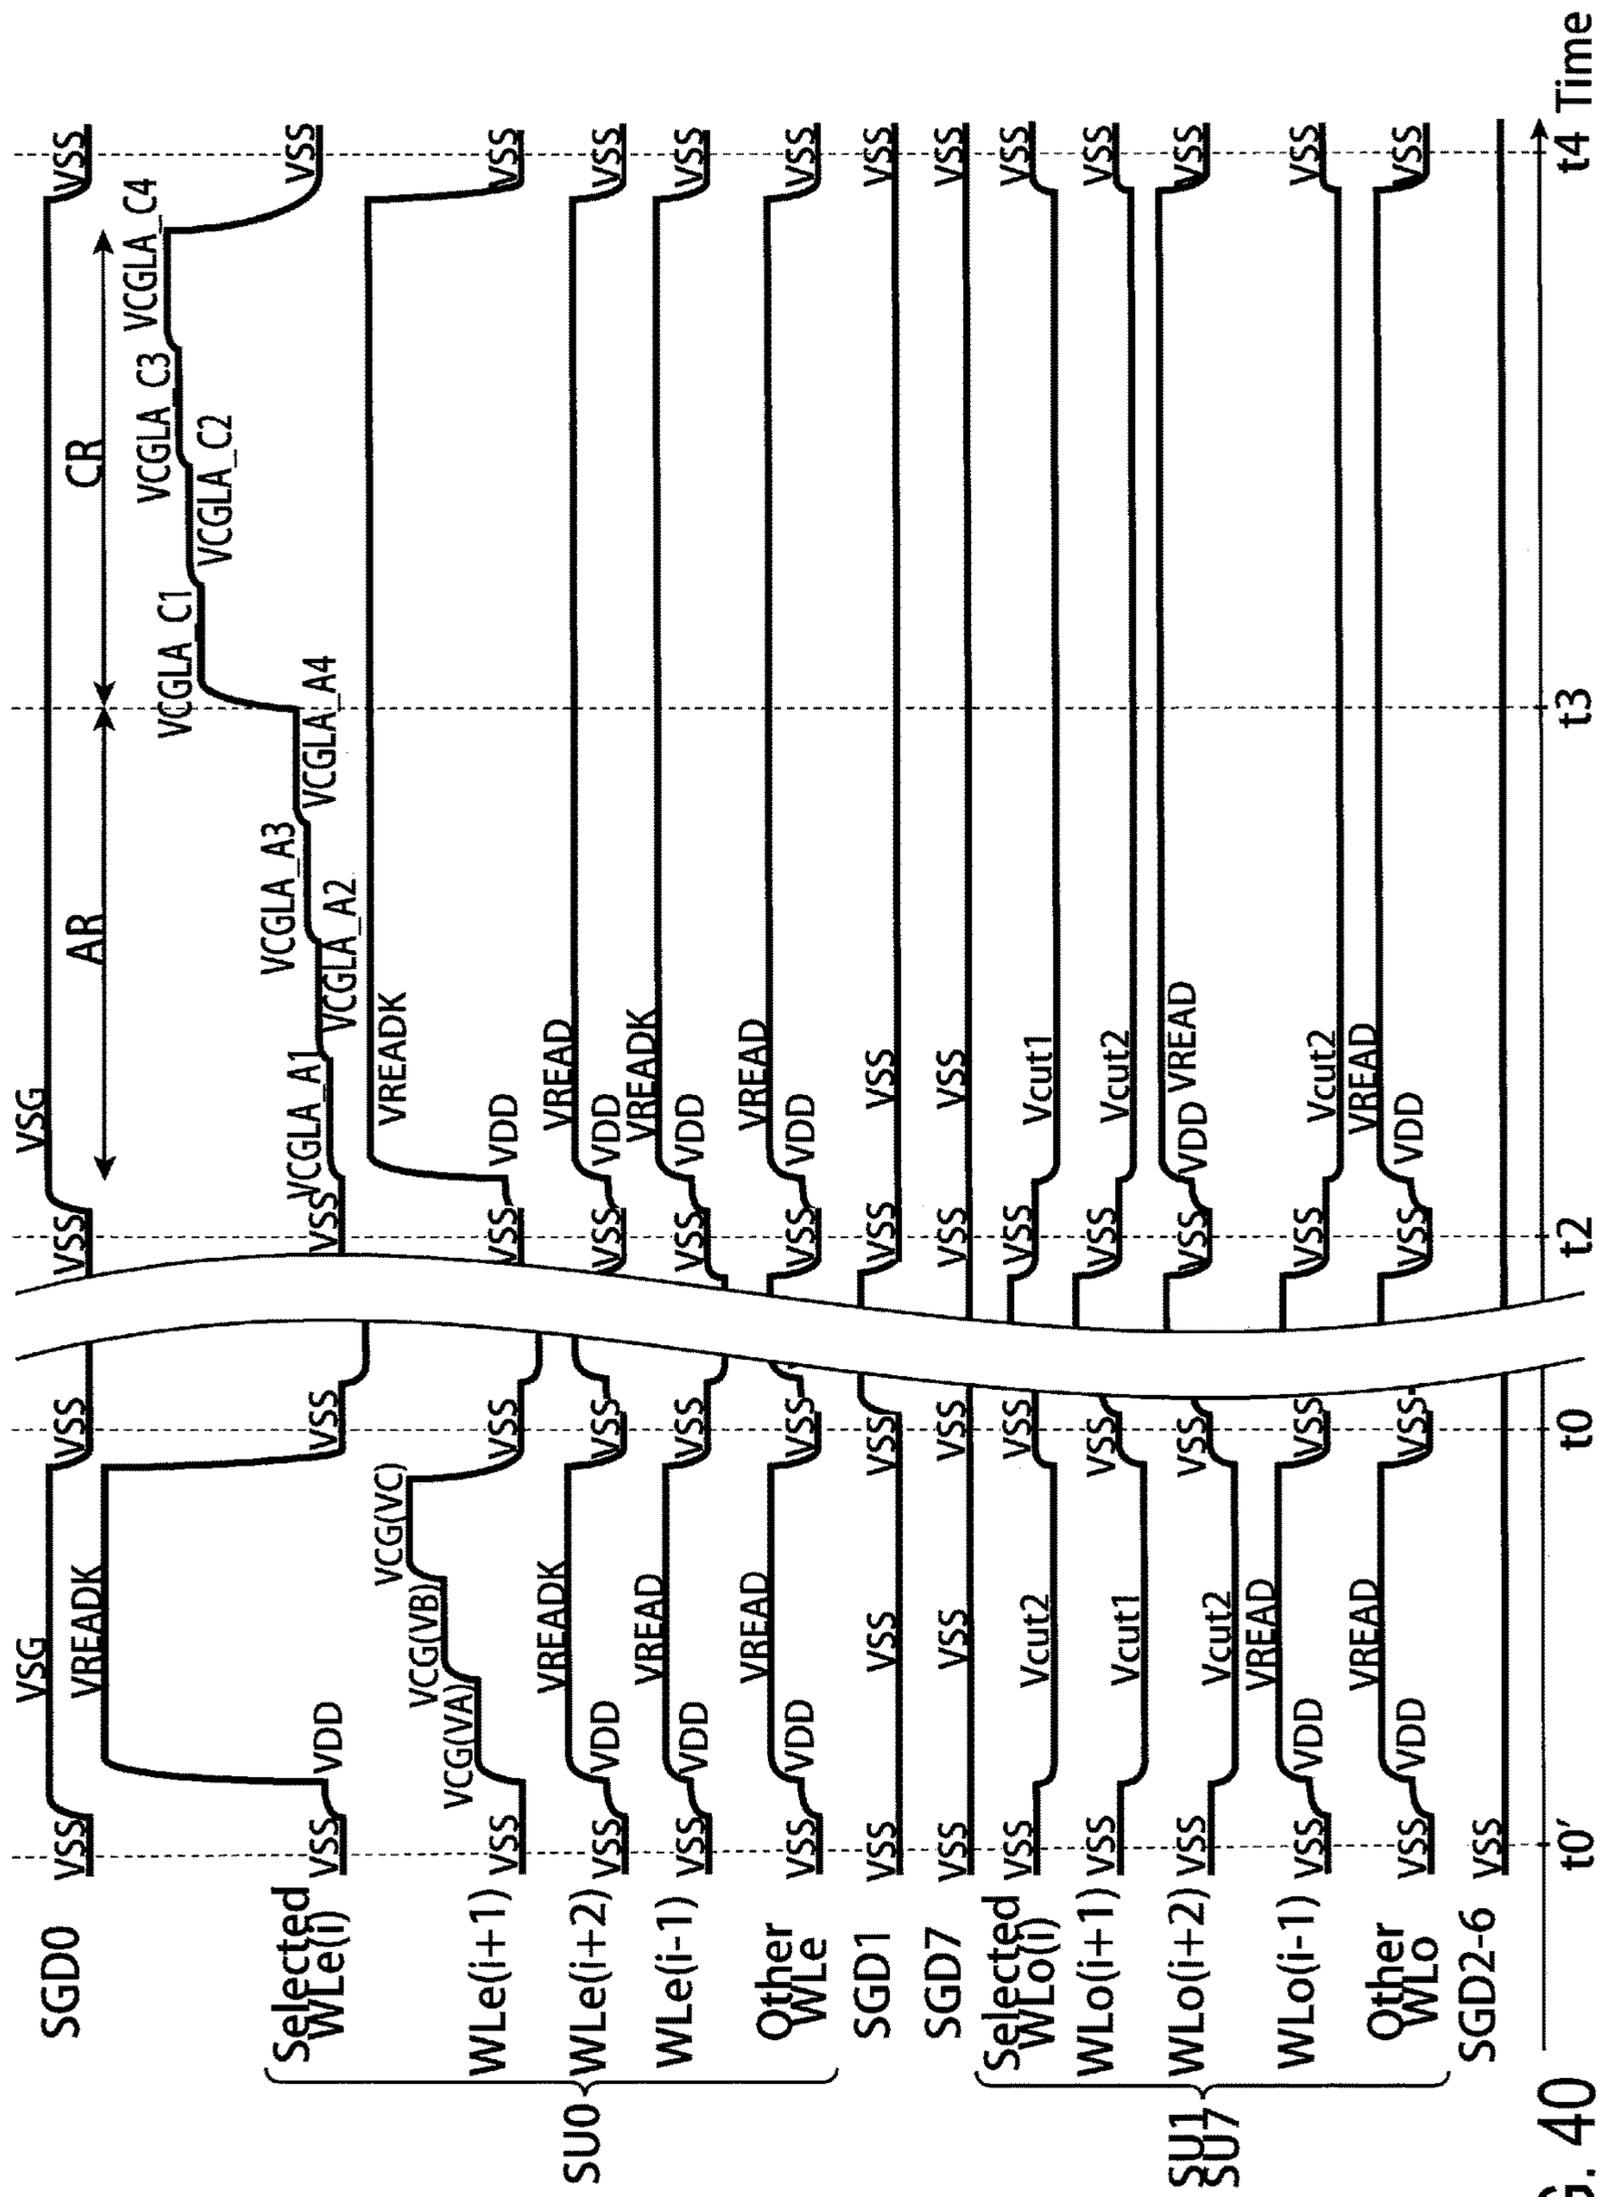 SGD0 VSS VSG VSS VSS VSG VSS
VREADK
AR CR
Selected
WLe(i) VSS VDD VSS VSS VCGLA_A1 VCGLA_A2 VCGLA_A3 VCGLA_A4 VCGLA_C1 VCGLA_C2 VCGLA_C3 VCGLA_C4 VSS
WLe(i+1) VSS VCG(VA) VCG(VB) VCG(VC) VSS VSS VDD VREADK VSS
SU0
WLe(i+2) VSS VDD VREADK VSS VSS VDD VREAD VSS
WLe(i-1) VSS VDD VREAD VSS VSS VDD VREADK VSS
Other
WLe VSS VDD VREAD VSS VSS VDD VREAD VSS
SGD1 VSS VSS VSS VSS VSS VSS
SGD7 VSS VSS VSS VSS VSS VSS
Selected
WLo(i) VSS Vcut2 VSS VSS Vcut1 VSS
WLo(i+1) VSS Vcut1 VSS VSS Vcut2 VSS
SU1
SU7
WLo(i+2) VSS Vcut2 VSS VSS VDD VREAD VSS
WLo(i-1) VSS VDD VREAD VSS VSS Vcut2 VSS
Other
WLo VSS VDD VREAD VSS VSS VDD VREAD VSS
SGD2-6 VSS
t0' t0 t2 t3 t4 Time
G. 40